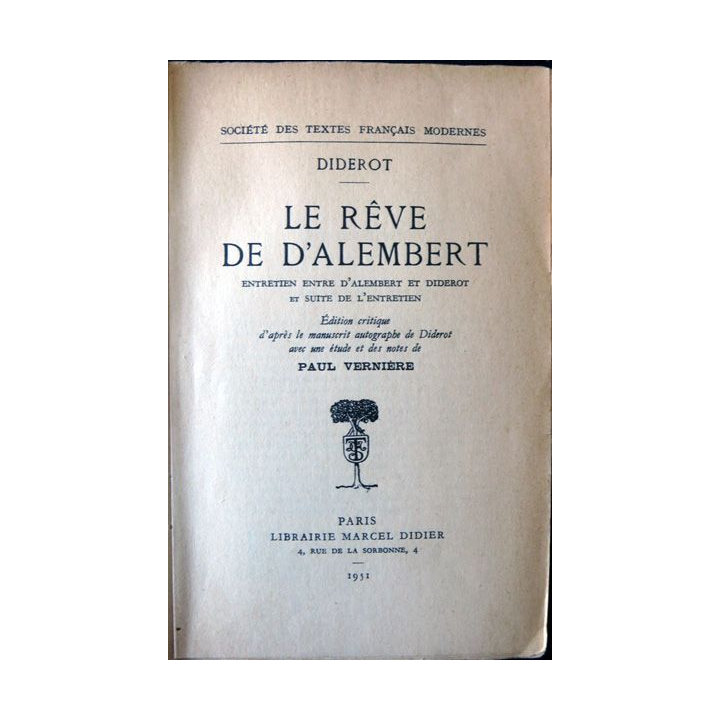 SOCIÉTÉ DES TEXTES FRANÇAIS MODERNES
DIDEROT
LE RÊVE
DE D'ALEMBERT
ENTRETIEN ENTRE D'ALEMBERT ET DIDEROT
ET SUITE DE L'ENTRETIEN
Édition critique
d'après le manuscrit autographe de Diderot
avec une étude et des notes de
PAUL VERNIÈRE
PARIS
LIBRAIRIE MARCEL DIDIER
4, RUE DE LA SORBONNE, 4
1951